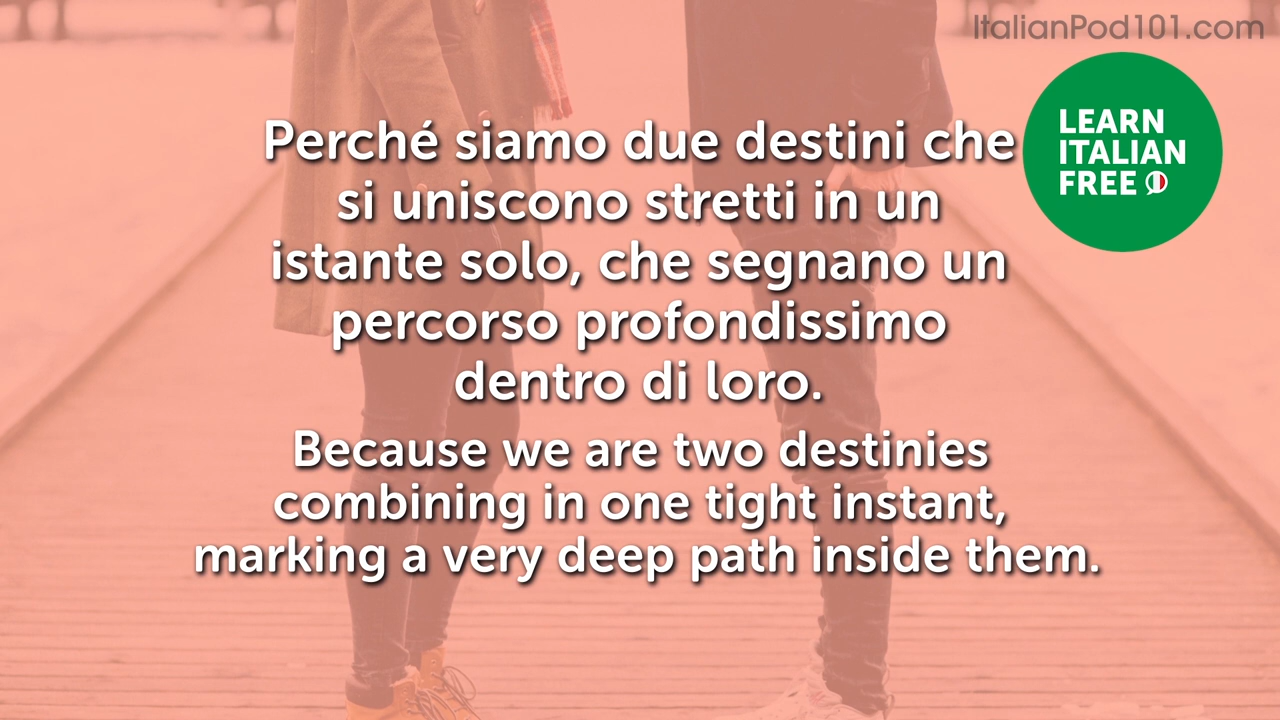 ItalianPod101.com
LEARN
ITALIAN
FREE
Perché siamo due destini che
si uniscono stretti in un
istante solo, che segnano un
percorso profondissimo
dentro di loro.
Because we are two destinies
combining in one tight instant,
marking a very deep path inside them.